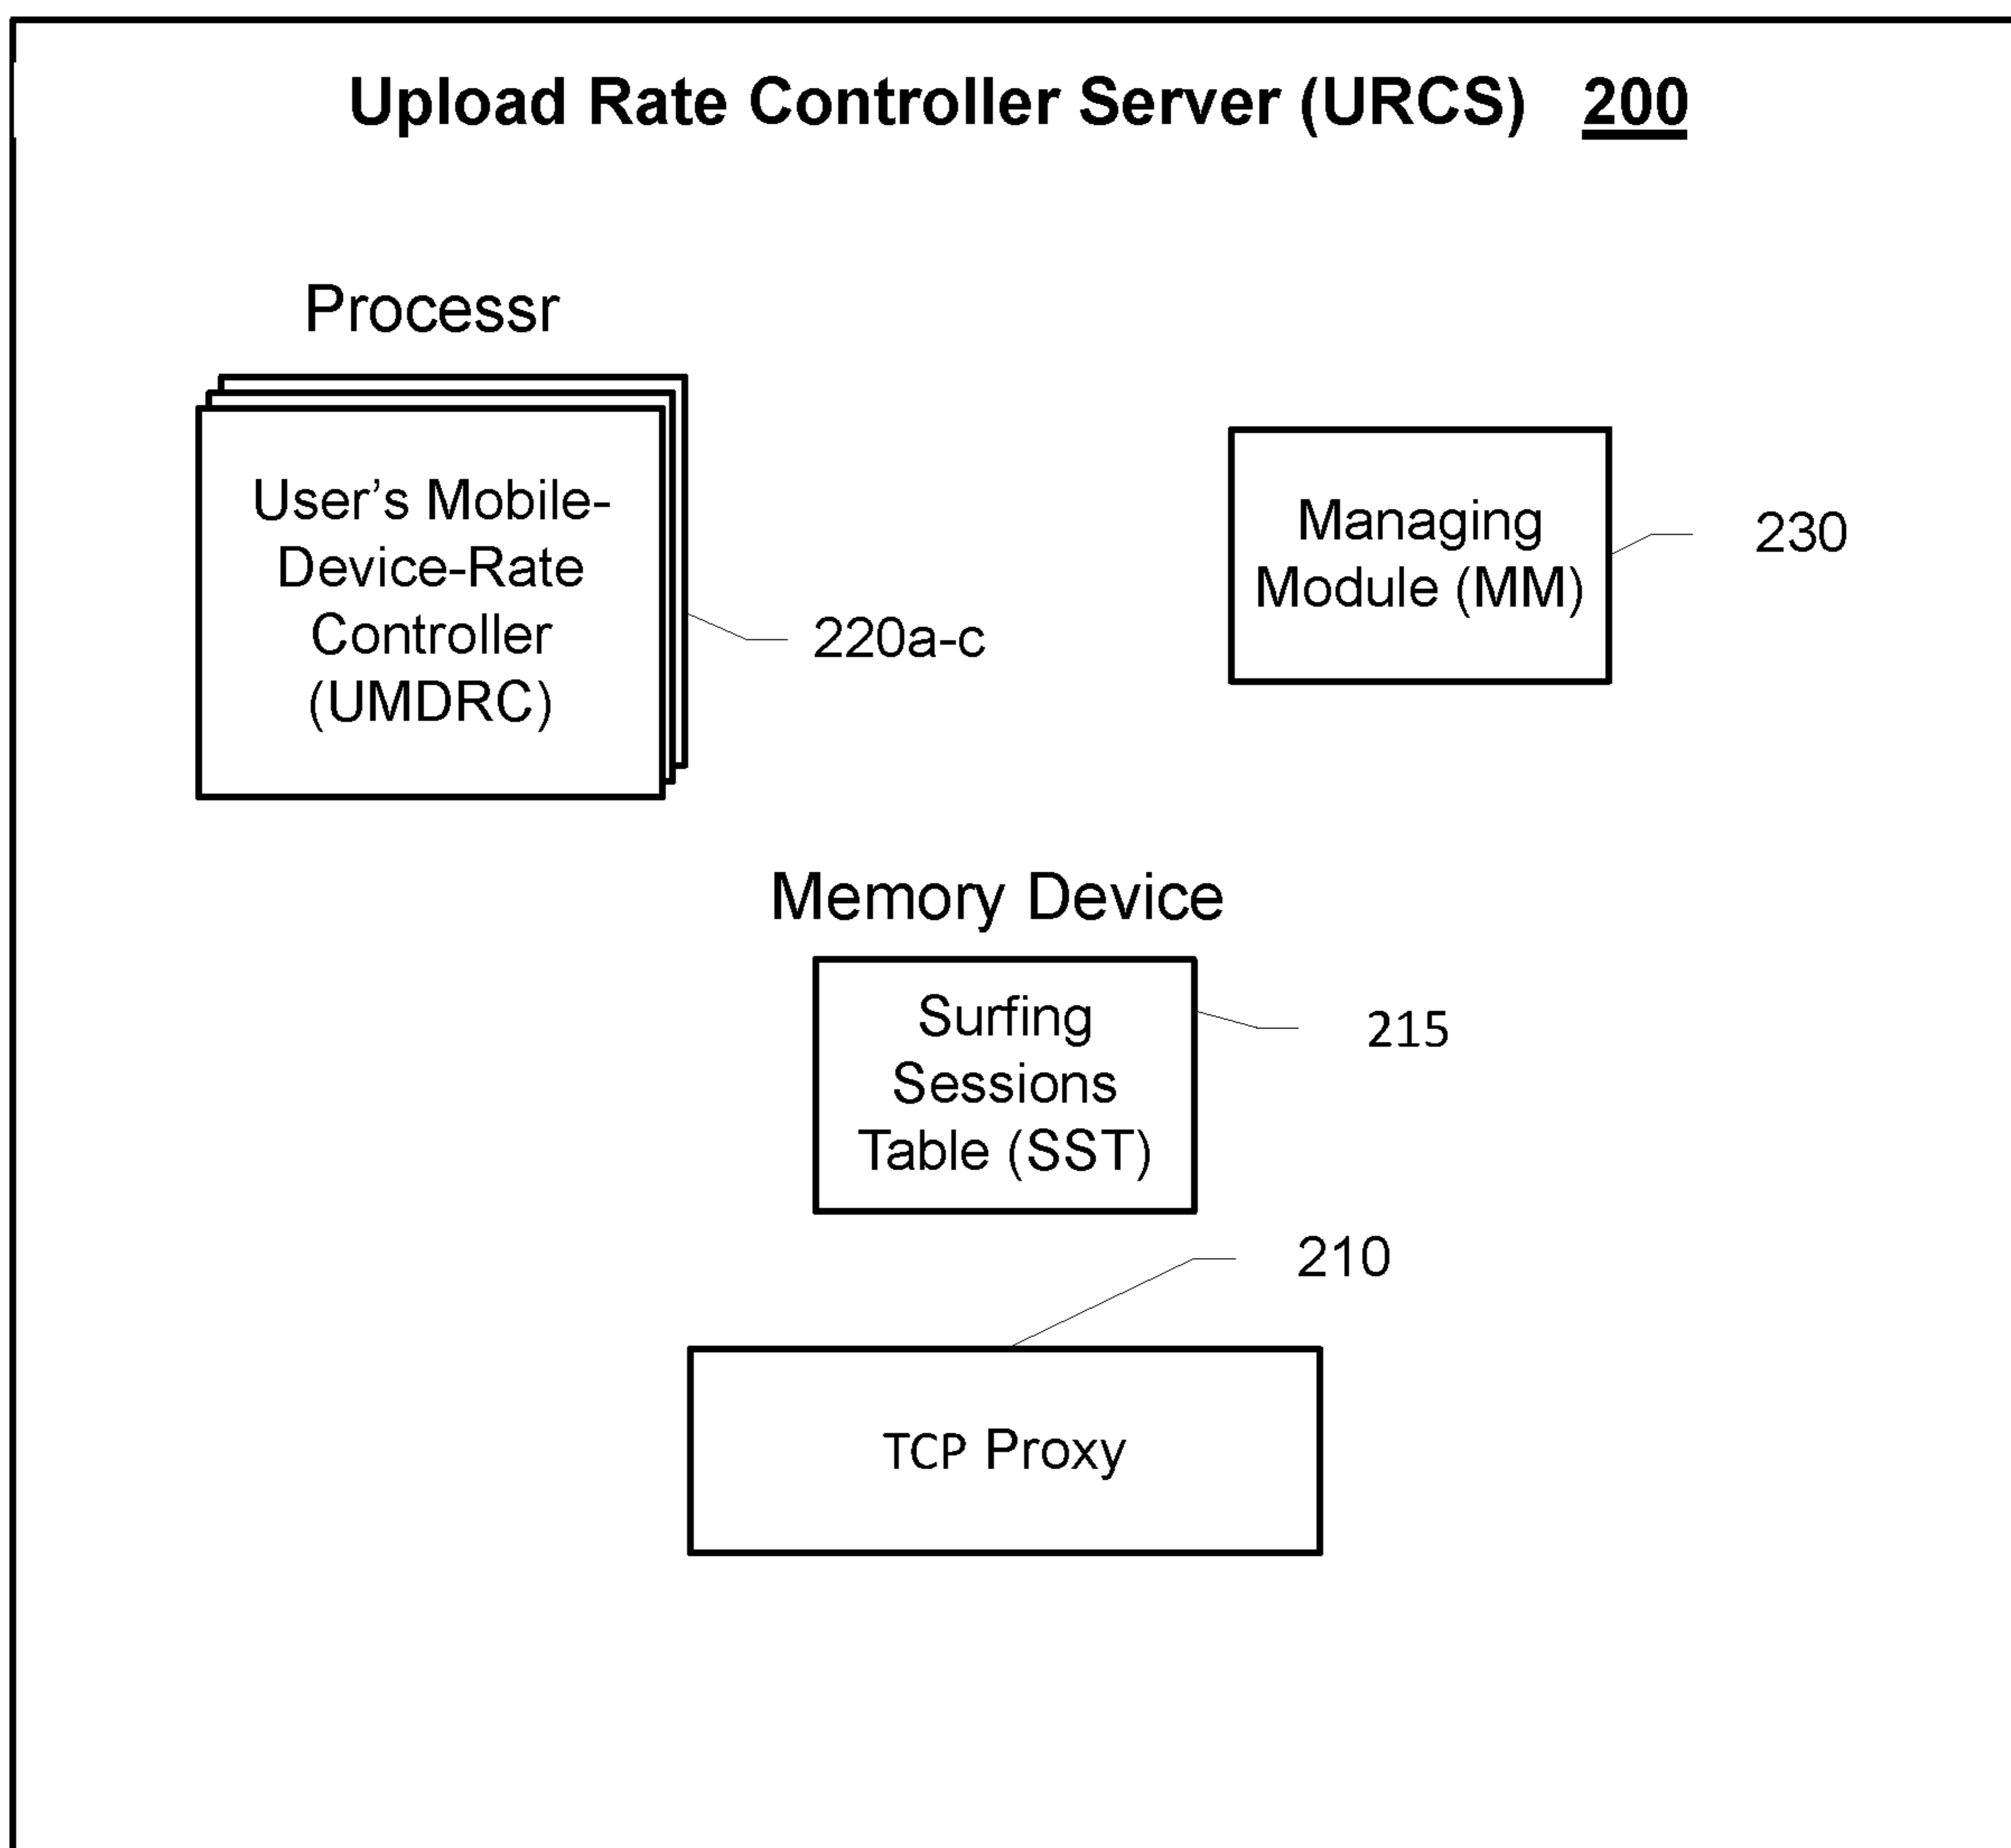 Upload Rate Controller Server (URCS) 200
Processr
User's Mobile-
Device-Rate
Controller
(UMDRC)
220a-c
Managing
Module (MM)
230
Memory Device
Surfing
Sessions
Table (SST)
215
210
TCP Proxy